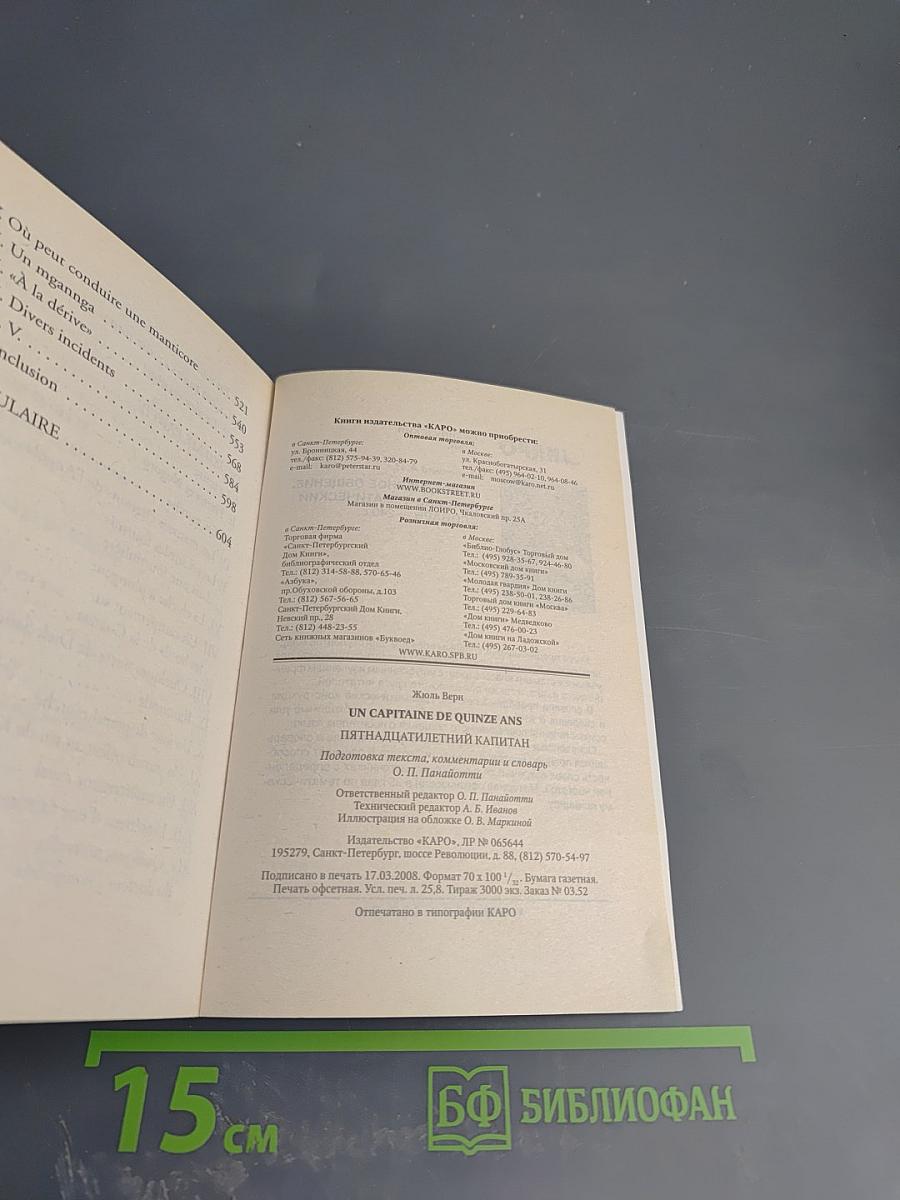 Où peut conduire une manticore . . . . . 521
Un mgannga . . . . . 540
«À la dérive» . . . . . 553
Divers incidents . . . . . 568
V. . . . . . 584
nclusion . . . . . 598
ULAIRE . . . . . 604
Книги издательства «КАРО» можно приобрести:
Оптовая торговля:
в Санкт-Петербурге:
ул. Бронницкая, 44
тел./факс: (812) 575-94-39, 320-84-79
e-mail: karo@peterstar.ru
в Москве:
ул. Краснобогатырская, 31
тел./факс: (495) 964-02-10, 964-08-46
e-mail: moscow@karo.net.ru
Интернет-магазин
WWW.BOOKSTREET.RU
Магазин в Санкт-Петербурге
Магазин в помещении ЛОИРО, Чкаловский пр. 25А
Розничная торговля:
в Санкт-Петербурге:
Торговая фирма
«Санкт-Петербургский
Дом Книги»,
библиографический отдел
Тел.: (812) 314-58-88, 570-65-46
«Азбука»,
пр.Обуховской обороны, д.103
Тел.: (812) 567-56-65
Санкт-Петербургский Дом Книги,
Невский пр., 28
Тел.: (812) 448-23-55
Сеть книжных магазинов «Буквоед»
в Москве:
«Библио-Глобус» Торговый дом
Тел.: (495) 928-35-67, 924-46-80
«Московский дом книги»
Тел.: (495) 789-35-91
«Молодая гвардия» Дом книги
Тел.: (495) 238-50-01, 238-26-86
Торговый дом книги «Москва»
Тел.: (495) 229-64-83
«Дом книги» Медведково
Тел.: (495) 476-00-23
«Дом книги на Ладожской»
Тел.: (495) 267-03-02
WWW.KARO.SPB.RU
Жюль Верн
UN CAPITAINE DE QUINZE ANS
ПЯТНАДЦАТИЛЕТНИЙ КАПИТАН
Подготовка текста, комментарии и словарь
О. П. Панайотти
Ответственный редактор О. П. Панайотти
Технический редактор А. Б. Иванов
Иллюстрация на обложке О. В. Маркиной
Издательство «КАРО», ЛР № 065644
195279, Санкт-Петербург, шоссе Революции, д. 88, (812) 570-54-97
Подписано в печать 17.03.2008. Формат 70 x 100 1/32. Бумага газетная.
Печать офсетная. Усл. печ. л. 25,8. Тираж 3000 экз. Заказ № 03.52
Отпечатано в типографии КАРО
15 см
БФ БИБЛИОФАН